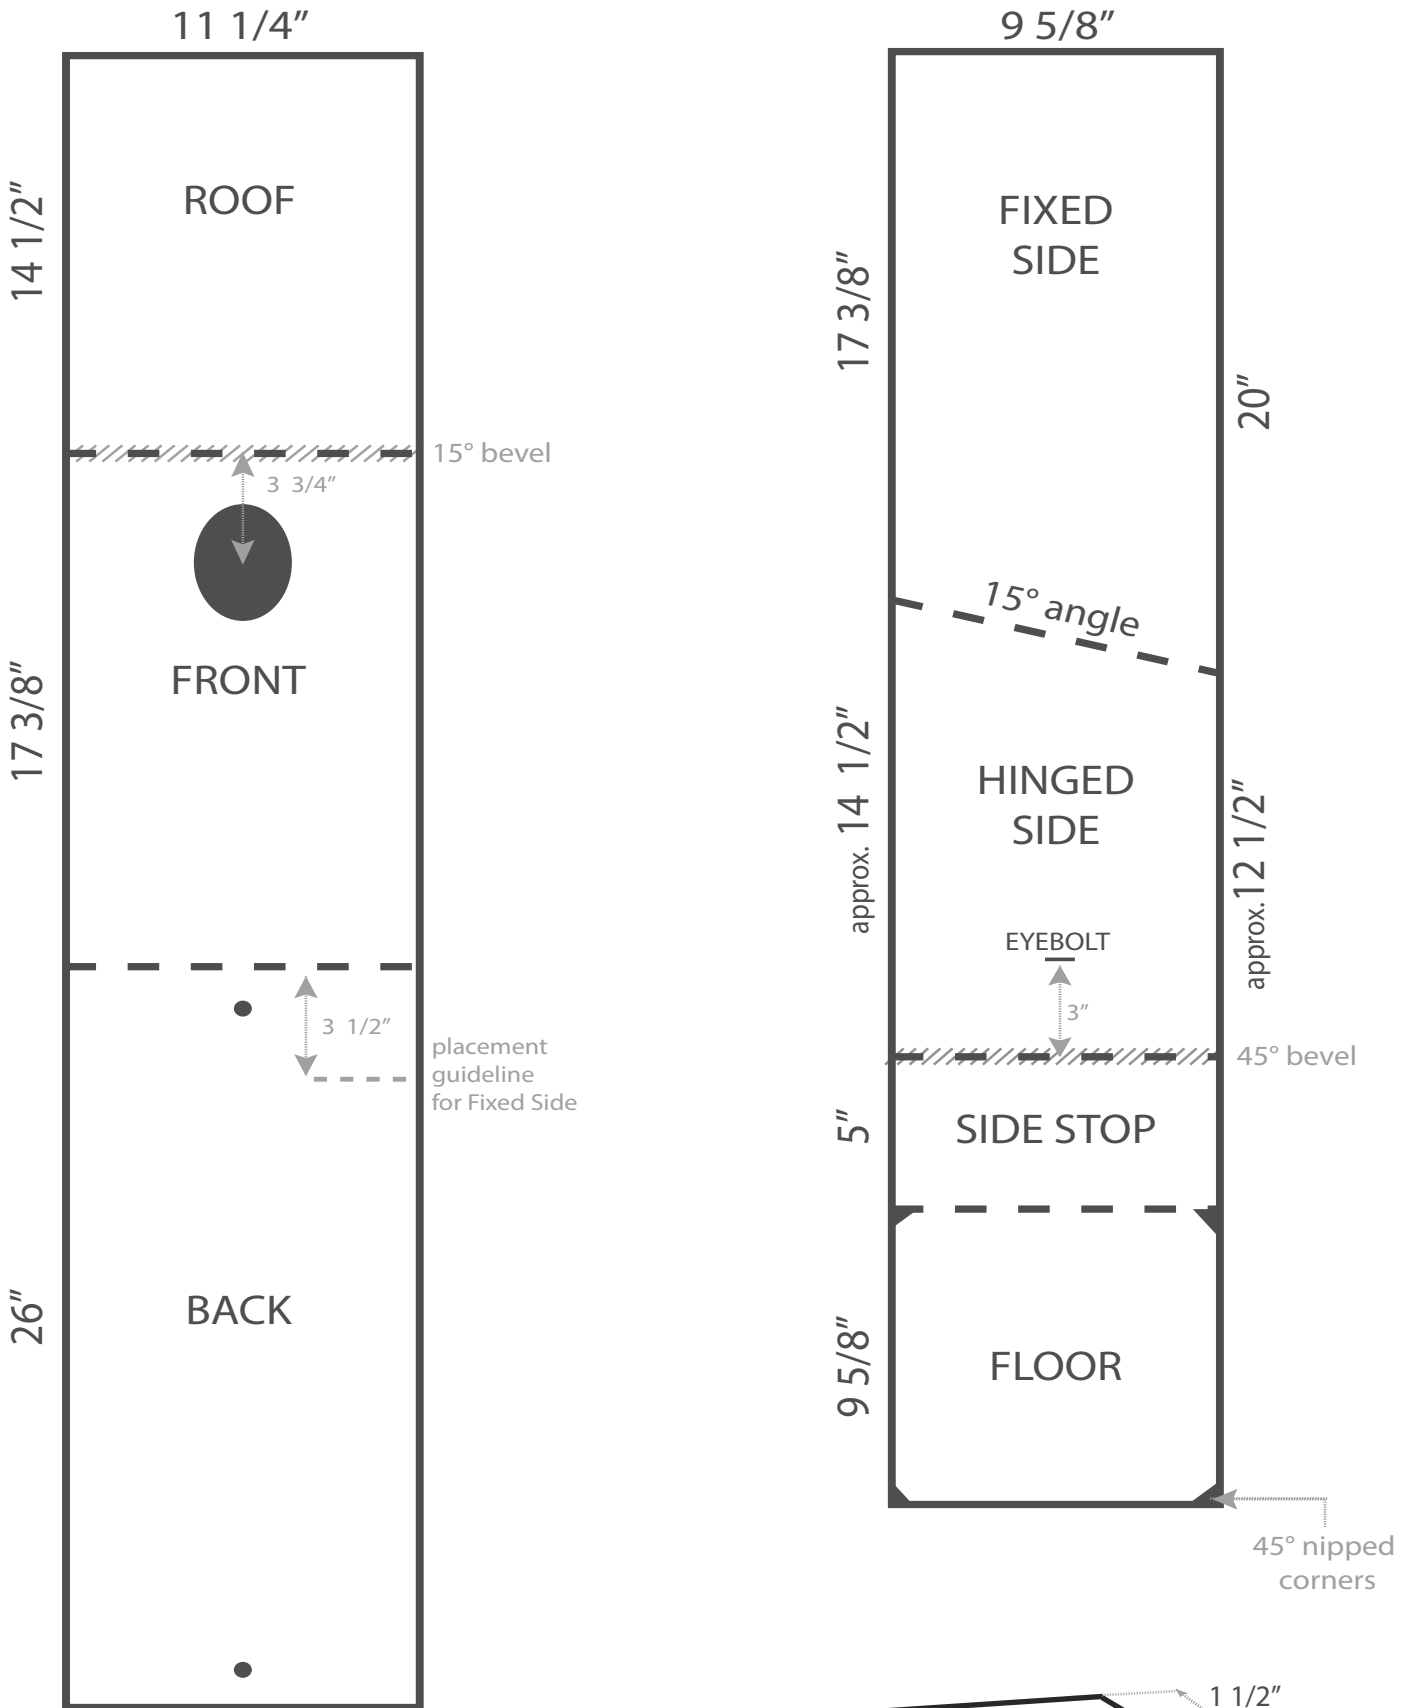 11 1/4”
ROOF
14 1/2”
15° bevel
3 3/4”
FRONT
17 3/8”
3 1/2”
placement
guideline
for Fixed Side
BACK
26”
9 5/8”
FIXED
SIDE
17 3/8”
20”
15° angle
HINGED
SIDE
approx. 14 1/2”
approx. 12 1/2”
EYEBOLT
3”
45° bevel
SIDE STOP
5”
FLOOR
9 5/8”
45° nipped
corners
1 1/2”